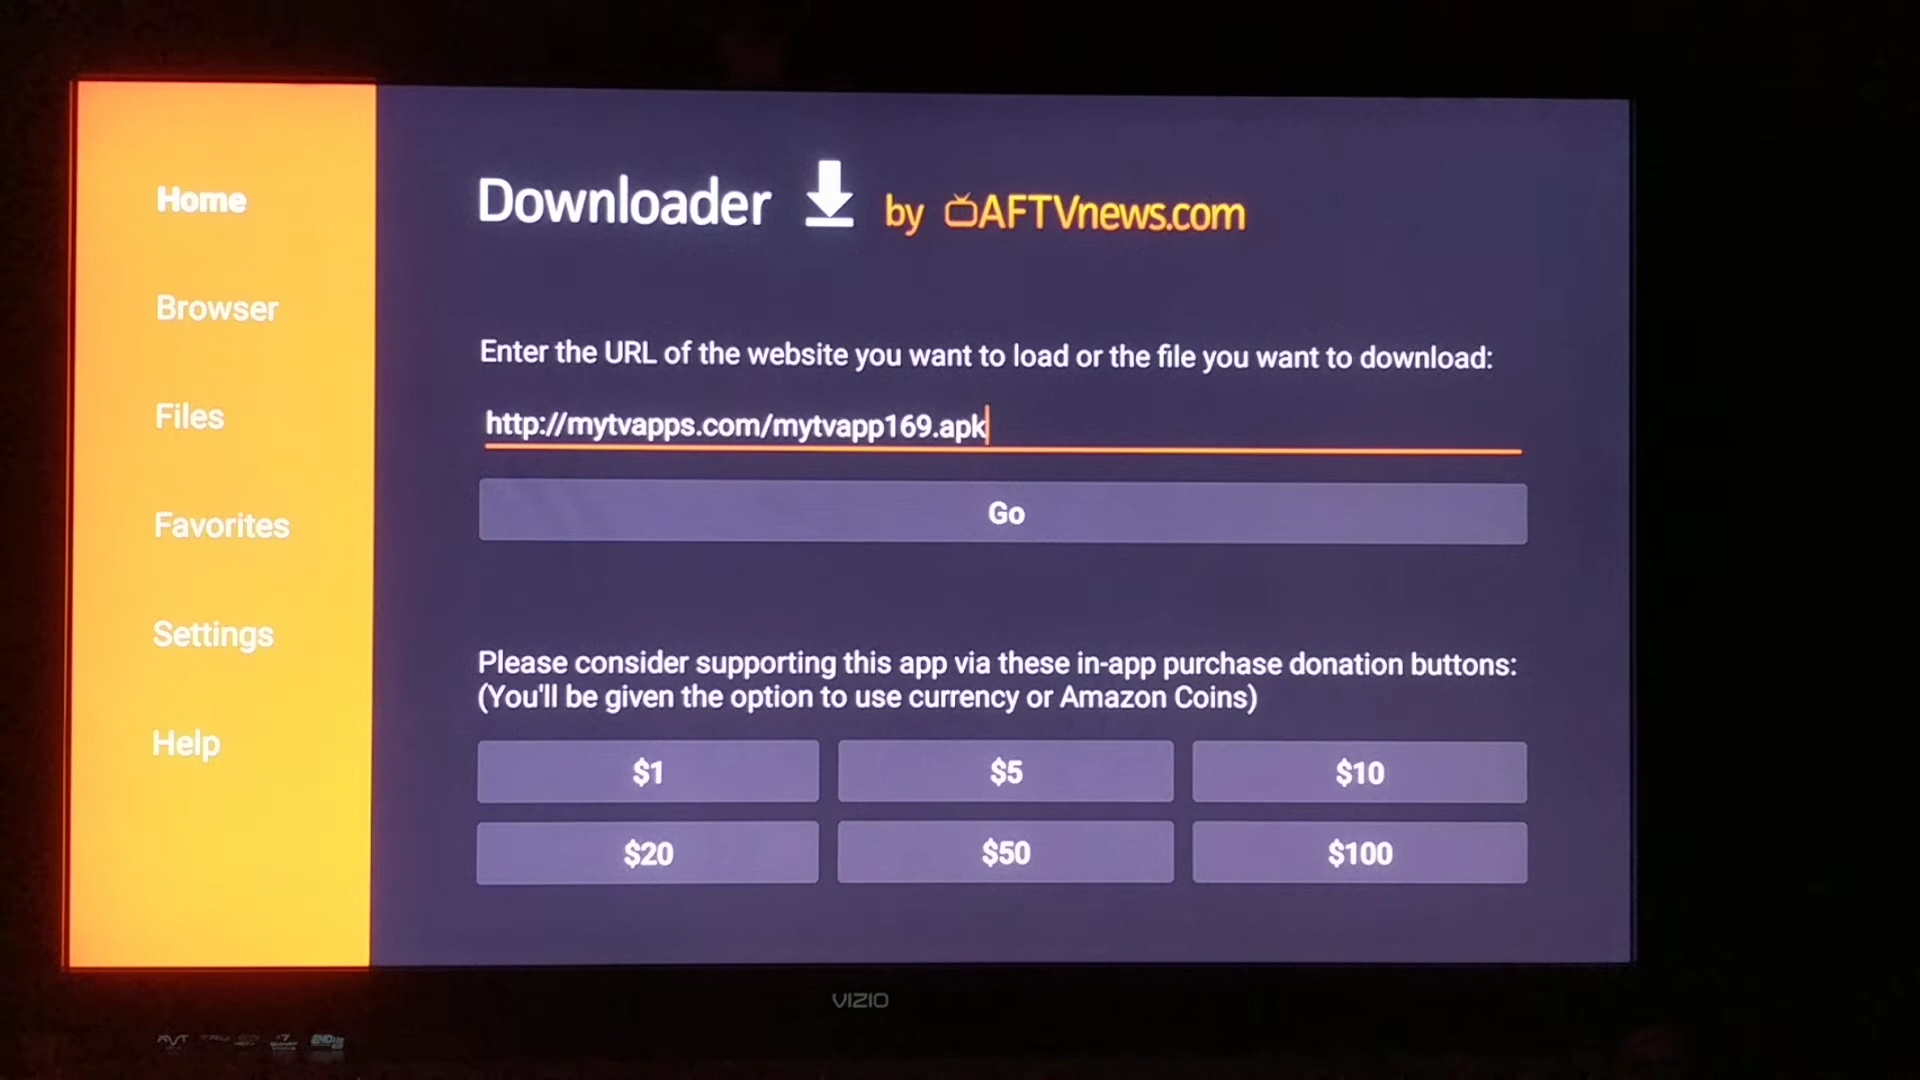 Home
Browser
Files
Favorites
Settings
Help
Downloader by AFTVnews.com
Enter the URL of the website you want to load or the file you want to download:
http://mytvapps.com/mytvapp169.apk
Go
Please consider supporting this app via these in-app purchase donation buttons:
(You'll be given the option to use currency or Amazon Coins)
$1 $5 $10
$20 $50 $100
VIZIO